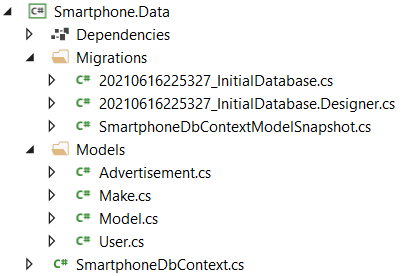 Smartphone.Data
Dependencies
Migrations
C# 20210616225327_InitialDatabase.cs
C# 20210616225327_InitialDatabase.Designer.cs
C# SmartphoneDbContextModelSnapshot.cs
Models
C# Advertisement.cs
C# Make.cs
C# Model.cs
C# User.cs
C# SmartphoneDbContext.cs